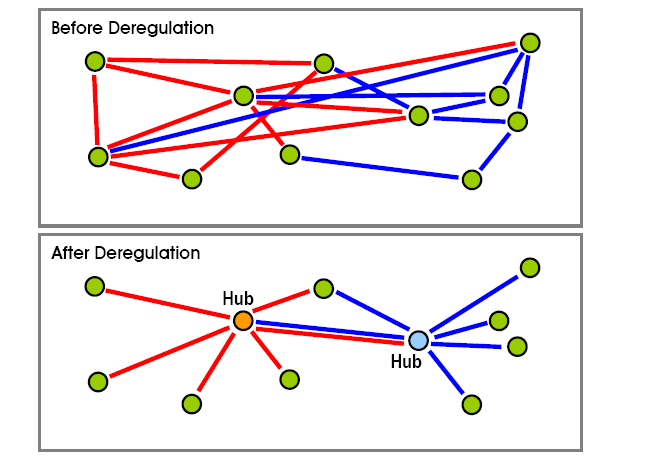 Before Deregulation
After Deregulation
Hub
Hub